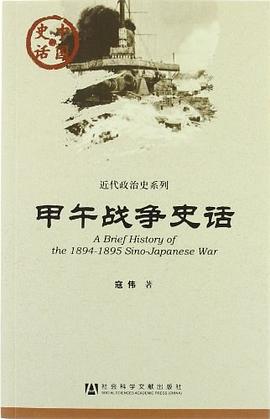 中国
史话
近代政治史系列
甲午战争史话
A Brief History of
the 1894-1895 Sino-Japanese War
寇 伟 著
社会科学文献出版社
SOCIAL SCIENCES ACADEMIC PRESS (CHINA)